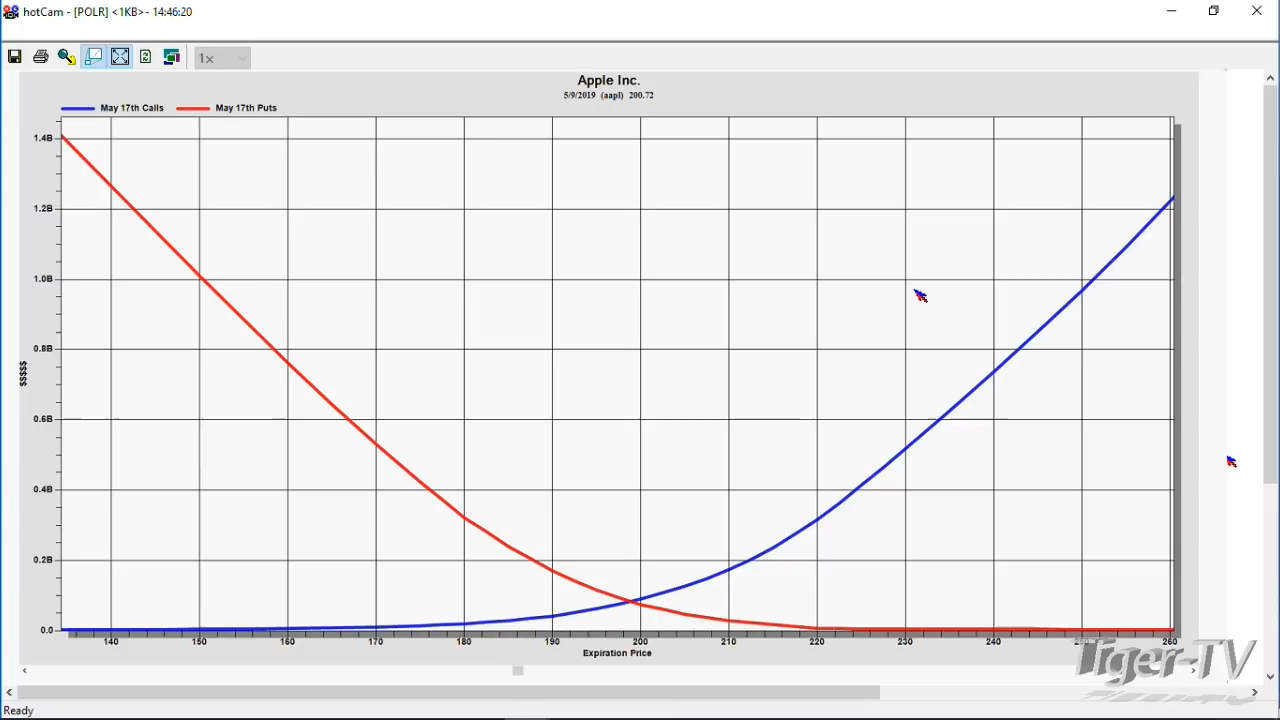 hotCam - [POLR] <1KB> - 14:46:20
1x
Apple Inc.
5/9/2019 (aapl) 200.72
May 17th Calls May 17th Puts
1.4B
1.2B
1.0B
0.8B
$$$$$
0.6B
0.4B
0.2B
0.0
140 150 160 170 180 190 200 210 220 230 240 250 260
Expiration Price
Tiger-TV
Ready